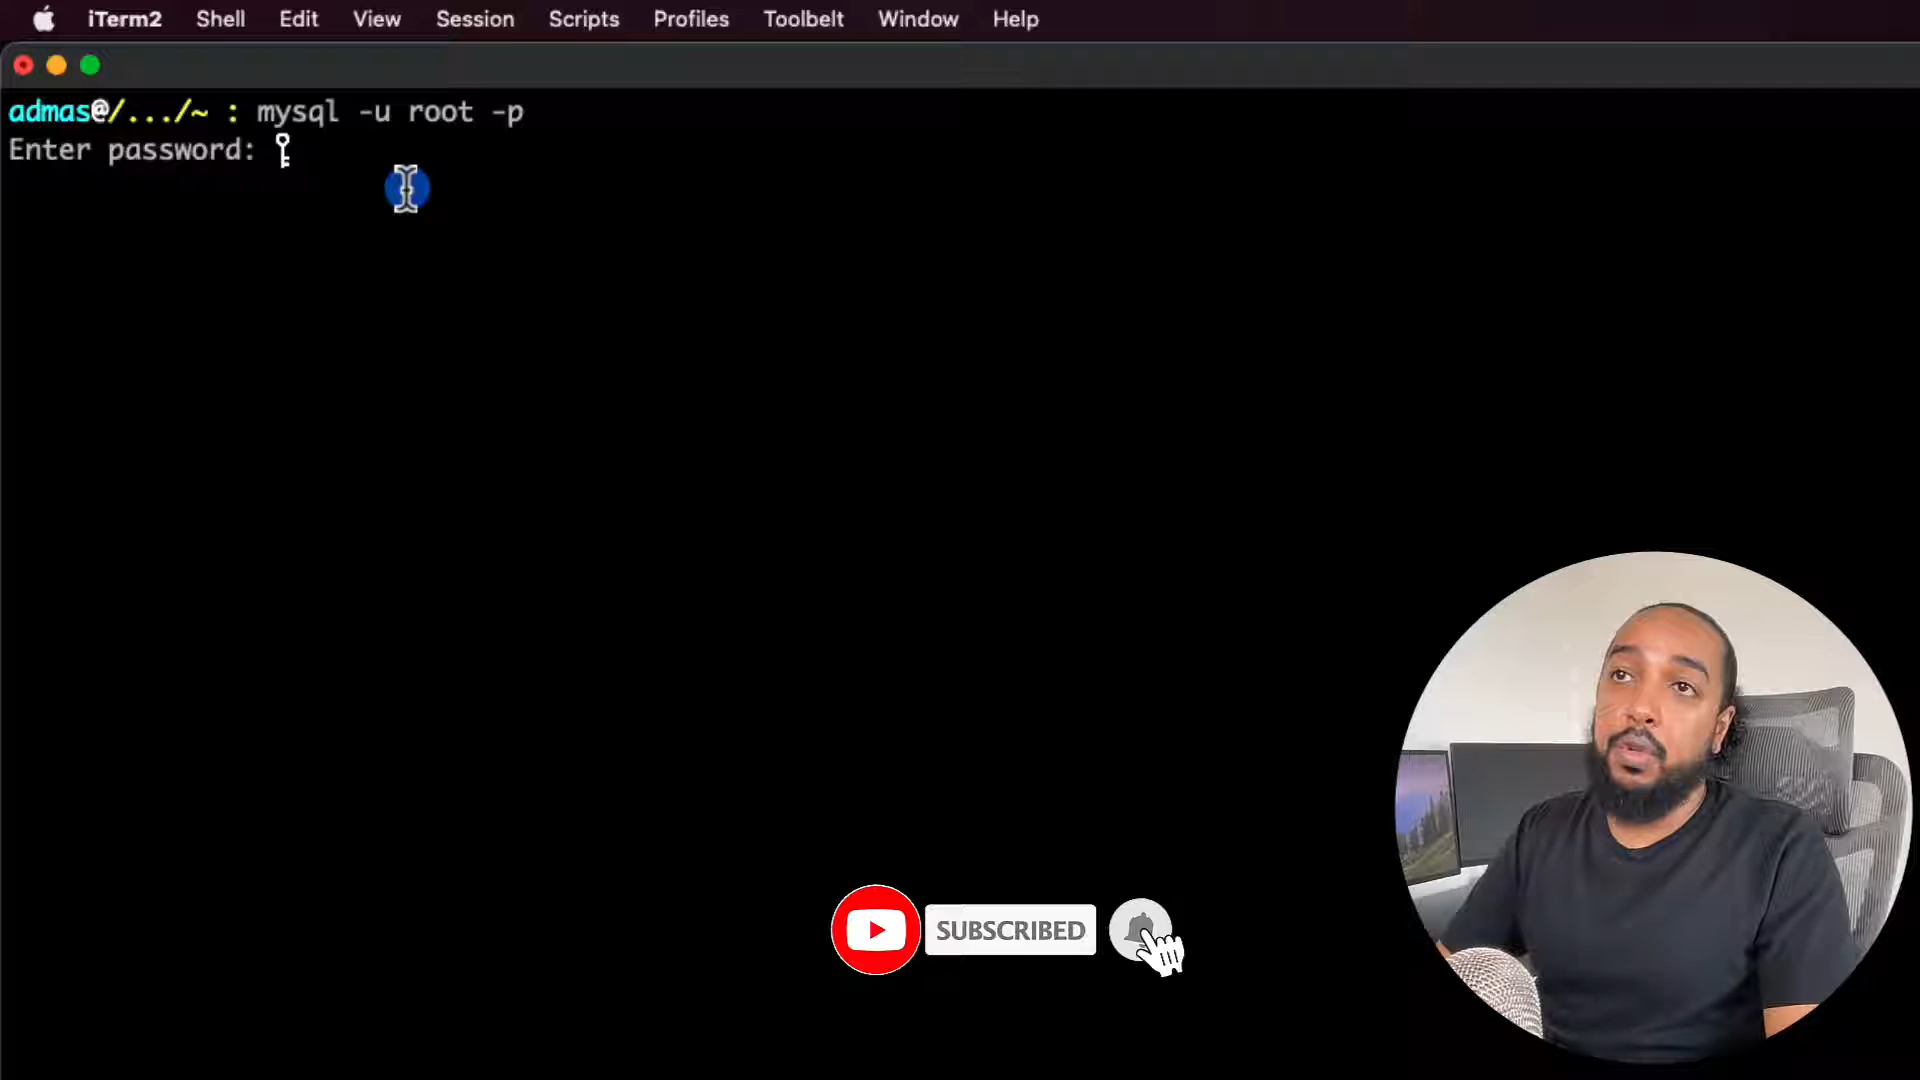 iTerm2 Shell Edit View Session Scripts Profiles Toolbelt Window Help
admas@/.../~ : mysql -u root -p
Enter password:
SUBSCRIBED